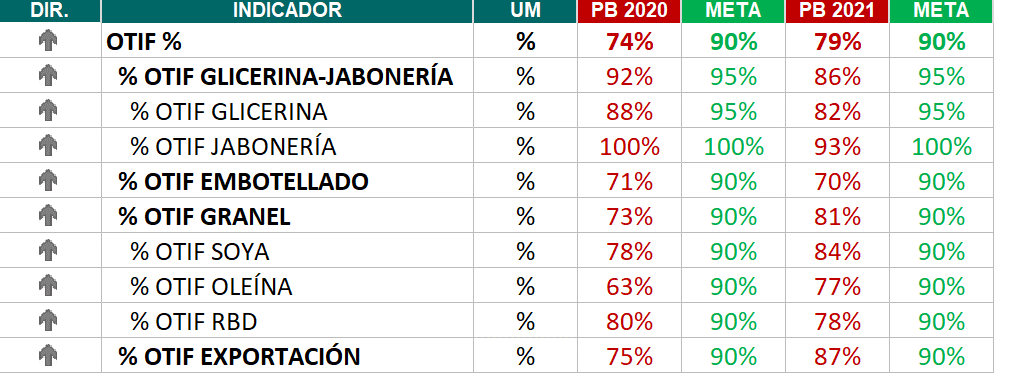 DIR. INDICADOR UM PB 2020 META PB 2021 META
OTIF % % 74% 90% 79% 90%
% OTIF GLICERINA-JABONERÍA % 92% 95% 86% 95%
% OTIF GLICERINA % 88% 95% 82% 95%
% OTIF JABONERÍA % 100% 100% 93% 100%
% OTIF EMBOTELLADO % 71% 90% 70% 90%
% OTIF GRANEL % 73% 90% 81% 90%
% OTIF SOYA % 78% 90% 84% 90%
% OTIF OLEÍNA % 63% 90% 77% 90%
% OTIF RBD % 80% 90% 78% 90%
% OTIF EXPORTACIÓN % 75% 90% 87% 90%